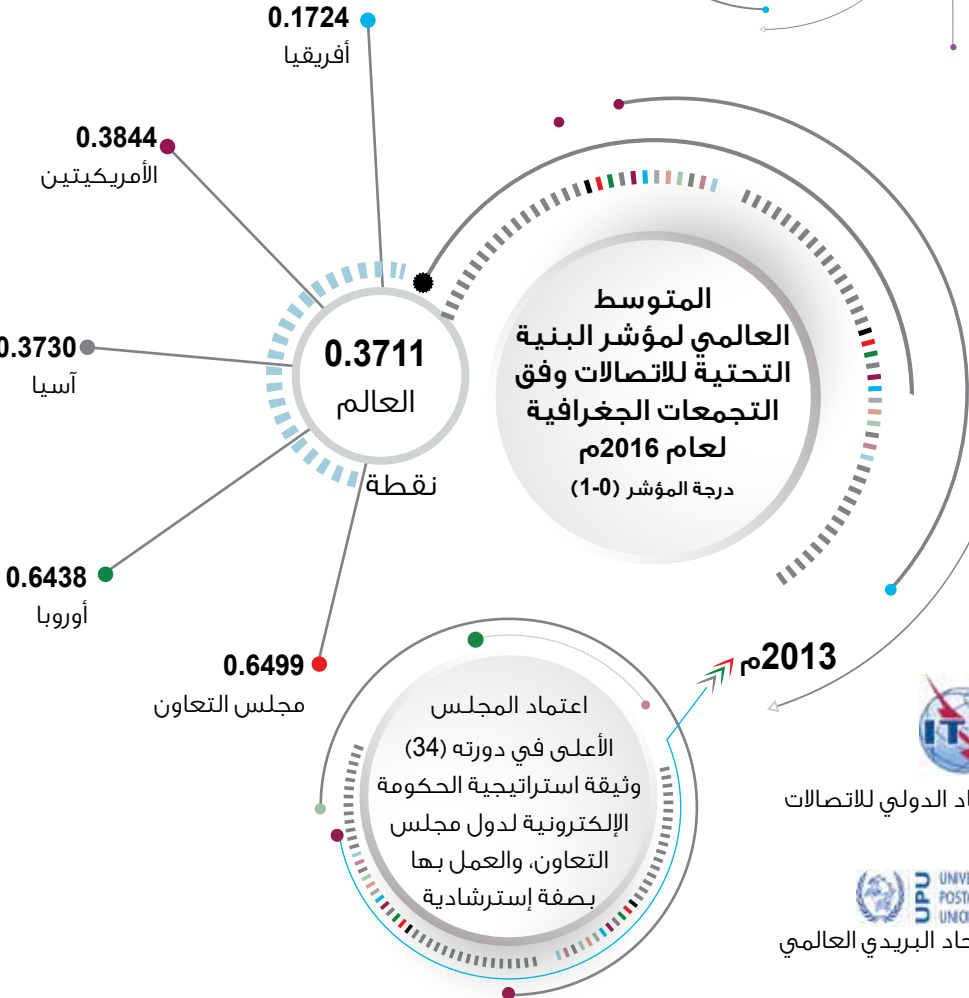 0.1724
أفريقيا
0.3844
الأمريكيتين
0.3730
آسيا
0.3711
العالم
نقطة
0.6438
أوروبا
0.6499
مجلس التعاون
المتوسط
العالمي لمؤشر البنية
التحتية للاتصالات وفق
التجمعات الجغرافية
لعام 2016م
درجة المؤشر (0-1)
2013م
اعتماد المجلس
الأعلى في دورته (34)
وثيقة استراتيجية الحكومة
الإلكترونية لدول مجلس
التعاون، والعمل بها
بصفة إسترشادية
الدولي للاتصالات
UPU
البريدي العالمي